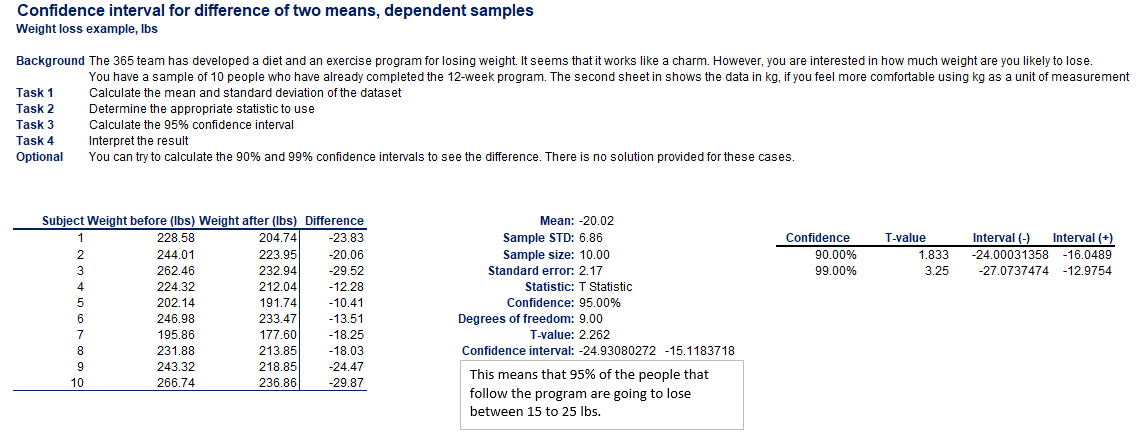 Confidence interval for difference of two means, dependent samples
Weight loss example, lbs
Background The 365 team has developed a diet and an exercise program for losing weight. It seems that it works like a charm. However, you are interested in how much weight are you likely to lose.
You have a sample of 10 people who have already completed the 12-week program. The second sheet in shows the data in kg, if you feel more comfortable using kg as a unit of measurement
Task 1 Calculate the mean and standard deviation of the dataset
Task 2 Determine the appropriate statistic to use
Task 3 Calculate the 95% confidence interval
Task 4 Interpret the result
Optional You can try to calculate the 90% and 99% confidence intervals to see the difference. There is no solution provided for these cases.
Subject Weight before (lbs) Weight after (lbs) Difference
1 228.58 204.74 -23.83
2 244.01 223.95 -20.06
3 262.46 232.94 -29.52
4 224.32 212.04 -12.28
5 202.14 191.74 -10.41
6 246.98 233.47 -13.51
7 195.86 177.60 -18.25
8 231.88 213.85 -18.03
9 243.32 218.85 -24.47
10 266.74 236.86 -29.87
Mean: -20.02
Sample STD: 6.86
Sample size: 10.00
Standard error: 2.17
Statistic: T Statistic
Confidence: 95.00%
Degrees of freedom: 9.00
T-value: 2.262
Confidence interval: -24.93080272 -15.1183718
This means that 95% of the people that
follow the program are going to lose
between 15 to 25 lbs.
Confidence T-value Interval (-) Interval (+)
90.00% 1.833 -24.00031358 -16.0489
99.00% 3.25 -27.0737474 -12.9754